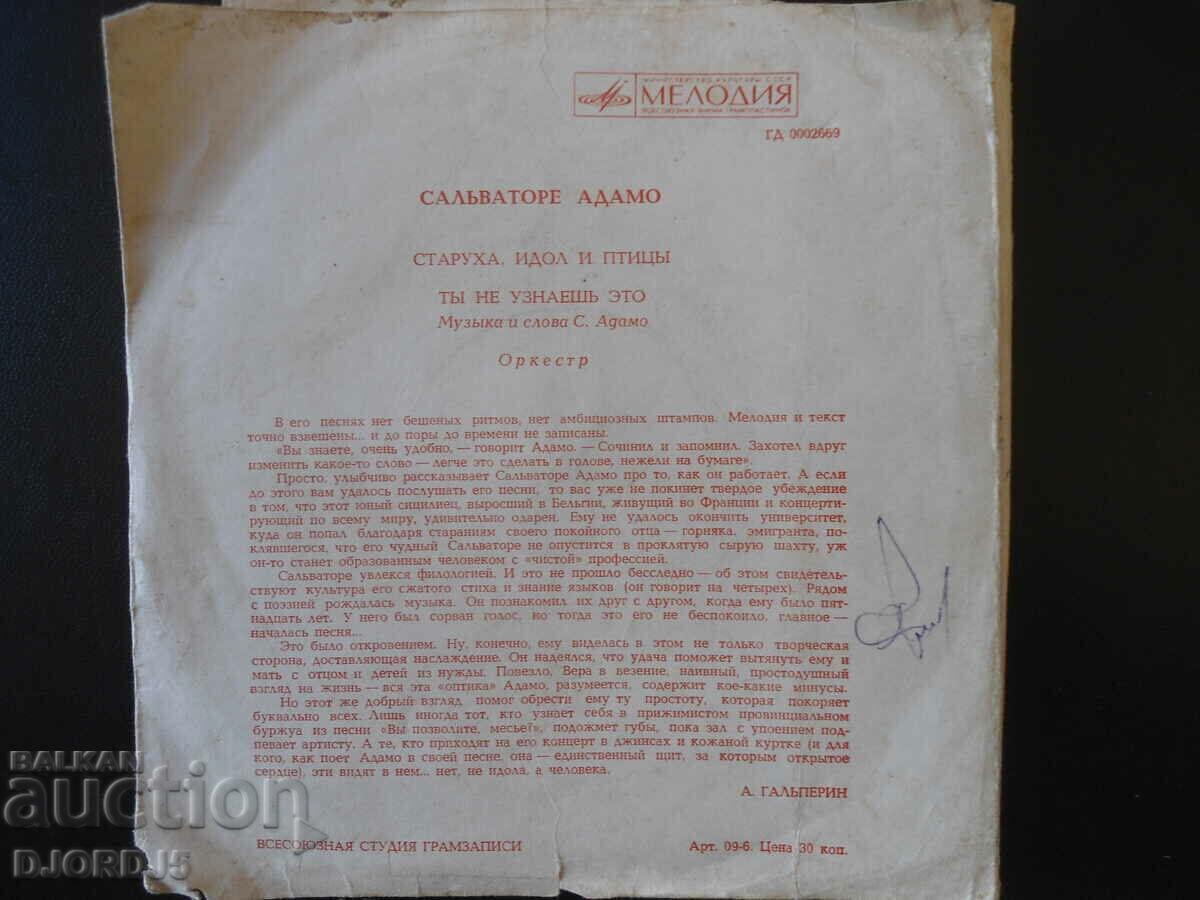 МИНИСТЕРСТВО КУЛЬТУРЫ СССР
МЕЛОДИЯ
ВСЕСОЮЗНАЯ ФИРМА ГРАМПЛАСТИНОК
ГД 0002669
САЛЬВАТОРЕ АДАМО
СТАРУХА, ИДОЛ И ПТИЦЫ
ТЫ НЕ УЗНАЕШЬ ЭТО
Музыка и слова С. Адамо
Оркестр
В его песнях нет бешеных ритмов, нет амбициозных штампов. Мелодия и текст
точно взвешены... и до поры до времени не записаны.
«Вы знаете, очень удобно, — говорит Адамо. — Сочинил и запомнил. Захотел вдруг
изменить какое-то слово — легче это сделать в голове, нежели на бумаге».
Просто, улыбчиво рассказывает Сальваторе Адамо про то, как он работает. А если
до этого вам удалось послушать его песни, то вас уже не покинет твердое убеждение
в том, что этот юный сицилиец, выросший в Бельгии, живущий во Франции и концерти-
рующий по всему миру, удивительно одарен. Ему не удалось окончить университет,
куда он попал благодаря стараниям своего покойного отца — горняка, эмигранта, по-
клявшегося, что его чудный Сальваторе не опустится в проклятую сырую шахту, уж
он-то станет образованным человеком с «чистой» профессией.
Сальваторе увлекся филологией. И это не прошло бесследно — об этом свидетель-
ствуют культура его сжатого стиха и знание языков (он говорит на четырех). Рядом
с поэзией рождалась музыка. Он познакомил их друг с другом, когда ему было пят-
надцать лет. У него был сорван голос, но тогда это его не беспокоило, главное —
началась песня...
Это было откровением. Ну, конечно, ему виделась в этом не только творческая
сторона, доставляющая наслаждение. Он надеялся, что удача поможет вытянуть ему и
мать с отцом и детей из нужды. Повезло. Вера в везение, наивный, простодушный
взгляд на жизнь — вся эта «оптика» Адамо, разумеется, содержит кое-какие минусы.
Но этот же добрый взгляд помог обрести ему ту простоту, которая покоряет
буквально всех. Лишь иногда тот, кто узнает себя в прижимистом провинциальном
буржуа из песни «Вы позволите, месье?», подожмет губы, пока зал с упоением под-
певает артисту. А те, кто приходят на его концерт в джинсах и кожаной куртке (и для
кого, как поет Адамо в своей песне, она — единственный щит, за которым открытое
сердце), эти видят в нем... нет, не идола, а человека.
А. ГАЛЬПЕРИН
ВСЕСОЮЗНАЯ СТУДИЯ ГРАМЗАПИСИ
Арт. 09-6. Цена 30 коп.
BALKAN
auction
DJORDJ5